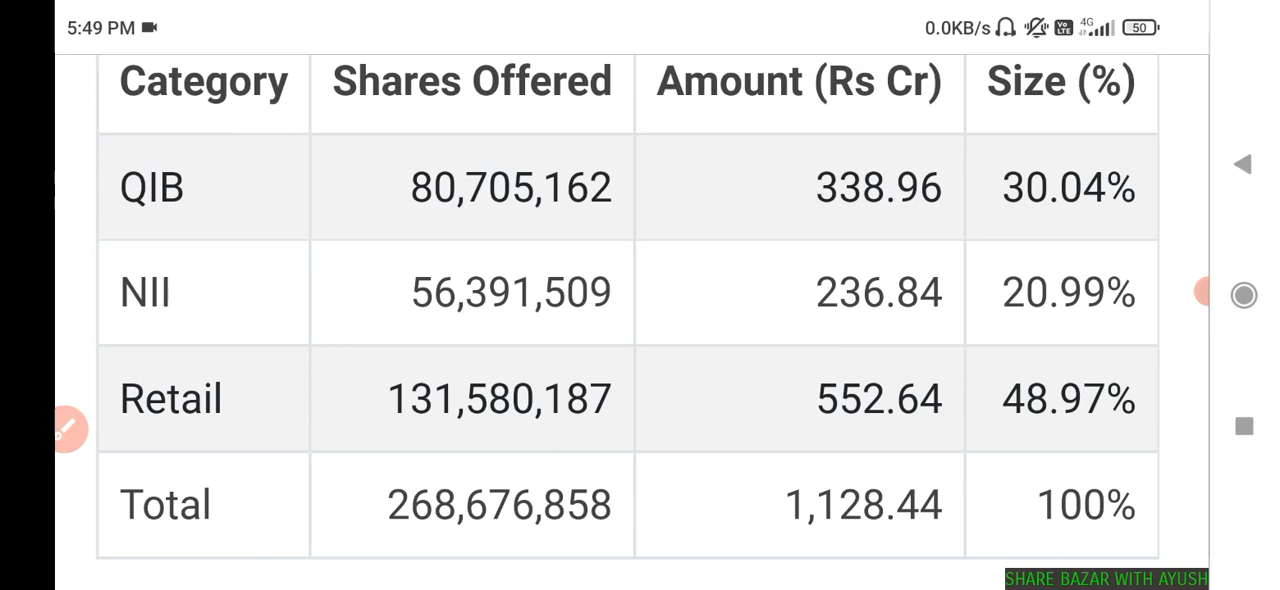 5:49 PM 0.0KB/s Vo LTE 4G 50
Category Shares Offered Amount (Rs Cr) Size (%)
QIB 80,705,162 338.96 30.04%
NII 56,391,509 236.84 20.99%
Retail 131,580,187 552.64 48.97%
Total 268,676,858 1,128.44 100%
SHARE BAZAR WITH AYUSH